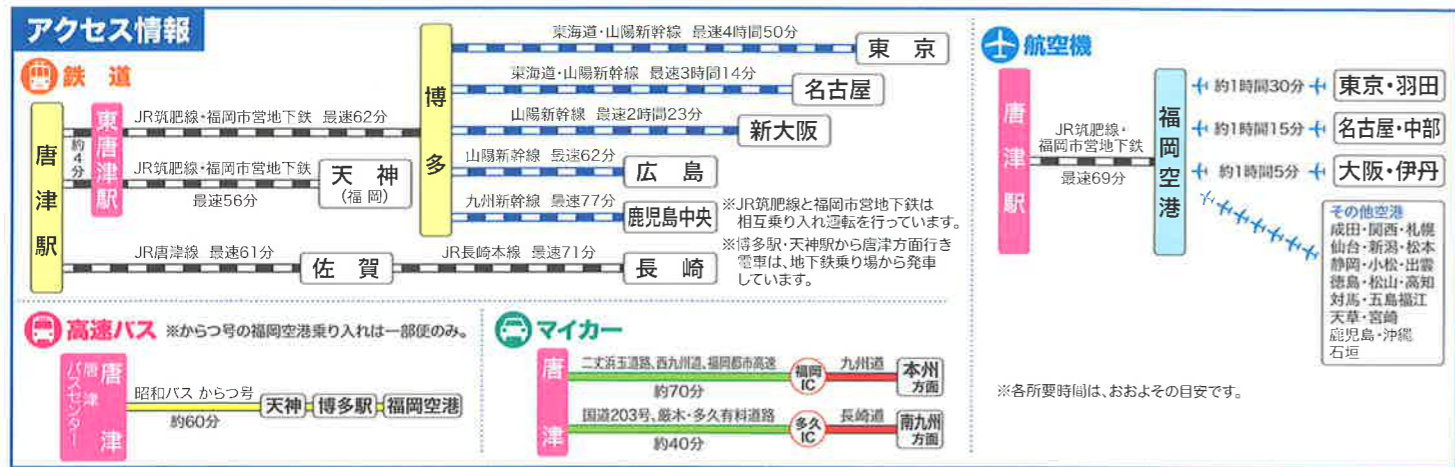 アクセス情報
鉄道
唐津駅
約4分
東唐津駅
JR筑肥線・福岡市営地下鉄 最速62分
JR筑肥線・福岡市営地下鉄
最速56分
天神
(福岡)
博多
東海道・山陽新幹線 最速4時間50分
東京
東海道・山陽新幹線 最速3時間14分
名古屋
山陽新幹線 最速2時間23分
新大阪
山陽新幹線 最速62分
広島
九州新幹線 最速77分
鹿児島中央
JR唐津線 最速61分
佐賀
JR長崎本線 最速71分
長崎
※JR筑肥線と福岡市営地下鉄は
相互乗り入れ運転を行っています。
※博多駅・天神駅から唐津方面行き
電車は、地下鉄乗り場から発車
しています。
高速バス ※からつ号の福岡空港乗り入れは一部便のみ。
唐津
唐津
バスセンター
昭和バス からつ号
約60分
天神
博多駅
福岡空港
マイカー
唐津
二丈浜玉道路、西九州道、福岡都市高速
約70分
福岡
IC
九州道
本州
方面
国道203号、厳木・多久有料道路
約40分
多久
IC
長崎道
南九州
方面
航空機
唐津駅
JR筑肥線・
福岡市営地下鉄
最速69分
福岡空港
約1時間30分
東京・羽田
約1時間15分
名古屋・中部
約1時間5分
大阪・伊丹
その他空港
成田・関西・札幌
仙台・新潟・松本
静岡・小松・出雲
徳島・松山・高知
対馬・五島福江
天草・宮崎
鹿児島・沖縄
石垣
※各所要時間は、おおよその目安です。